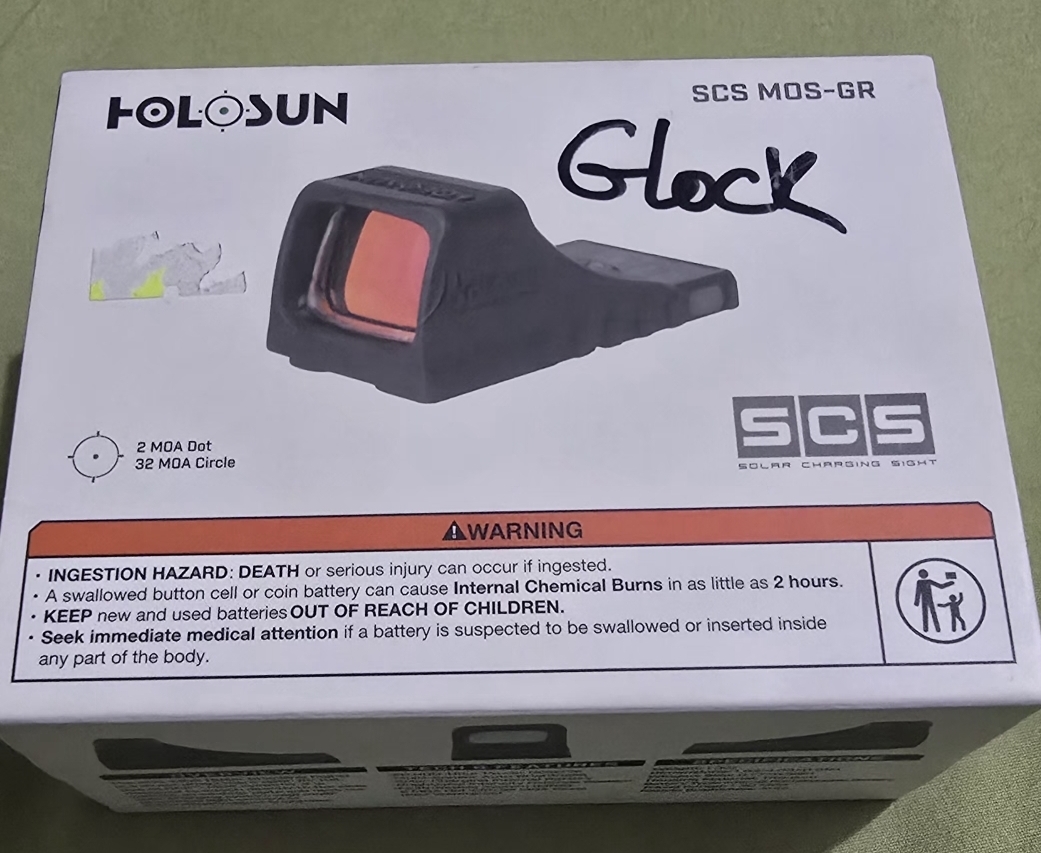 HOLOSUN
SCS MOS-GR
Glock
2 MOA Dot
32 MOA Circle
SCS
SOLAR CHARGING SIGHT
WARNING
· INGESTION HAZARD: DEATH or serious injury can occur if ingested.
· A swallowed button cell or coin battery can cause Internal Chemical Burns in as little as 2 hours.
· KEEP new and used batteries OUT OF REACH OF CHILDREN.
· Seek immediate medical attention if a battery is suspected to be swallowed or inserted inside
any part of the body.
OVERVIEW
SPECIFICATIONS